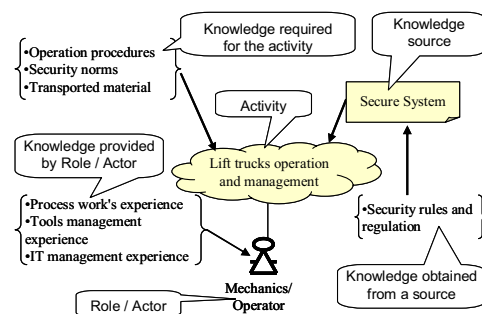 Knowledge required
for the activity
Knowledge
source
•Operation procedures
•Security norms
•Transported material
Activity
Secure System
Knowledge provided
by Role / Actor
Lift trucks operation
and management
•Process work's experience
•Tools management
experience
•IT management experience
•Security rules and
regulation
Mechanics/
Operator
Role / Actor
Knowledge obtained
from a source